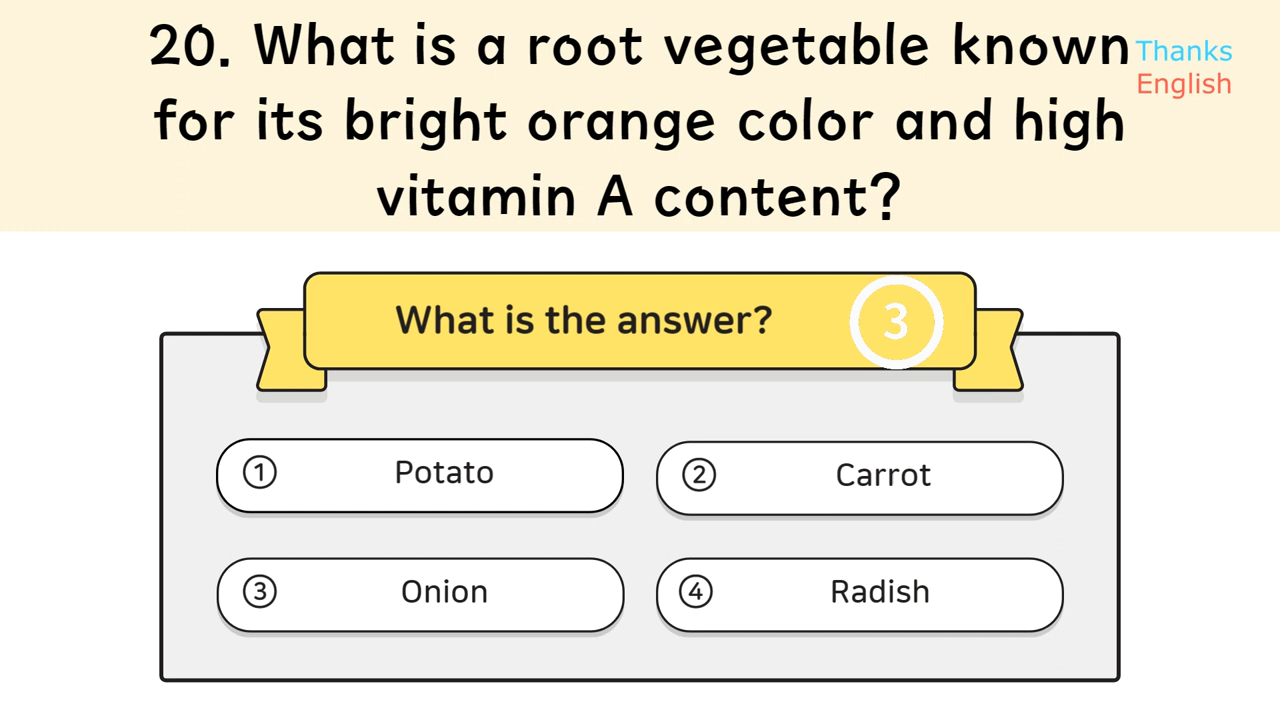 20. What is a root vegetable known
for its bright orange color and high
vitamin A content?
Thanks
English
What is the answer?
3
① Potato
② Carrot
③ Onion
④ Radish